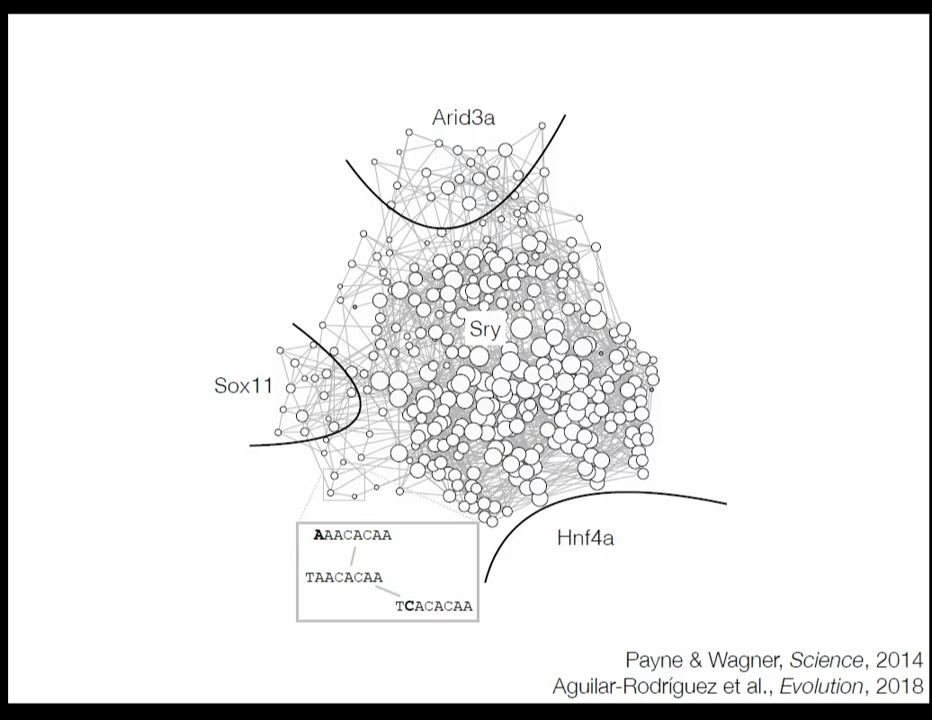 Arid3a
Sry
Sox11
Hnf4a
AAACACAA
TAACACAA
TCACACAA
Payne & Wagner, Science, 2014
Aguilar-Rodríguez et al., Evolution, 2018